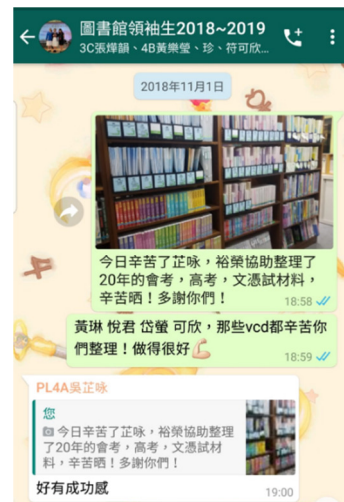 圖書館領袖生2018~2019
3C張燁韻、4B黃樂瑩、珍、符可欣...
2018年11月1日
今日辛苦了芷咏，裕榮協助整理了
20年的會考，高考，文憑試材料，
辛苦晒！多謝你們！
18:58
黃琳 悅君 岱螢 可欣，那些vcd都辛苦你
們整理！做得很好💪
18:59
PL4A吳芷咏
您
📷 今日辛苦了芷咏，裕榮協助整理
了20年的會考，高考，文憑試材
料，辛苦晒！多謝你們！
好有成功感
19:00